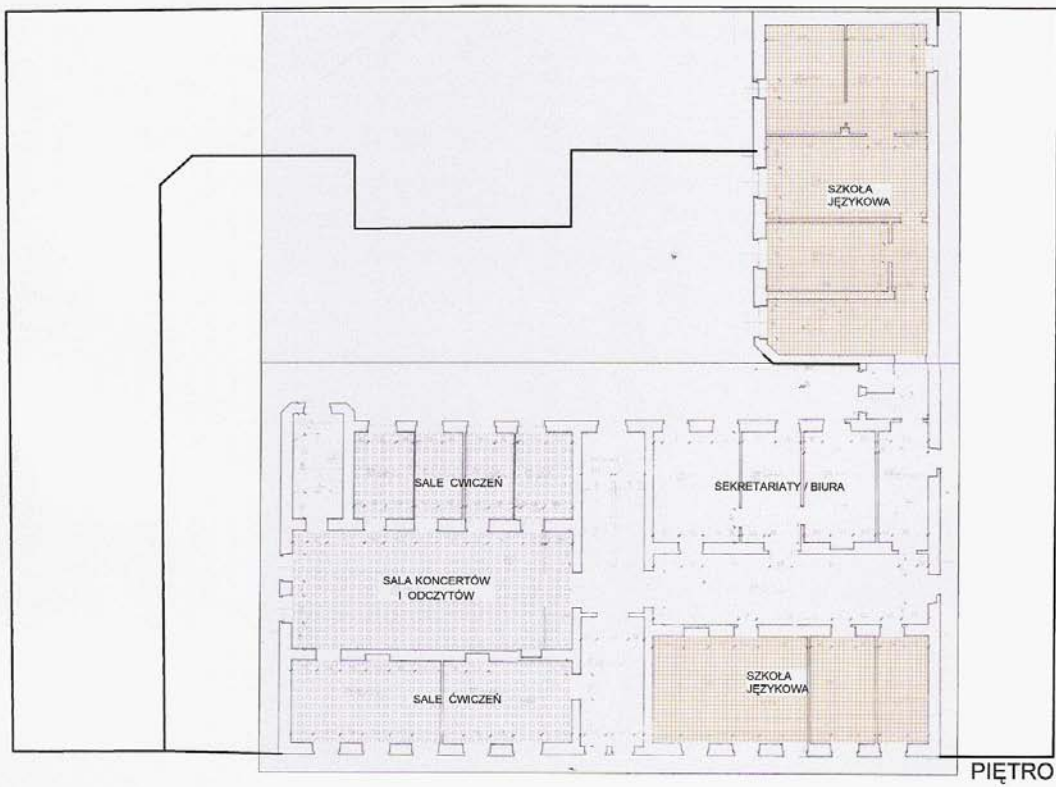 SZKOŁA
JĘZYKOWA
SALE ĆWICZEŃ
SEKRETARIATY / BIURA
SALA KONCERTÓW
I ODCZYTÓW
SALE ĆWICZEŃ
SZKOŁA
JĘZYKOWA
PIĘTRO